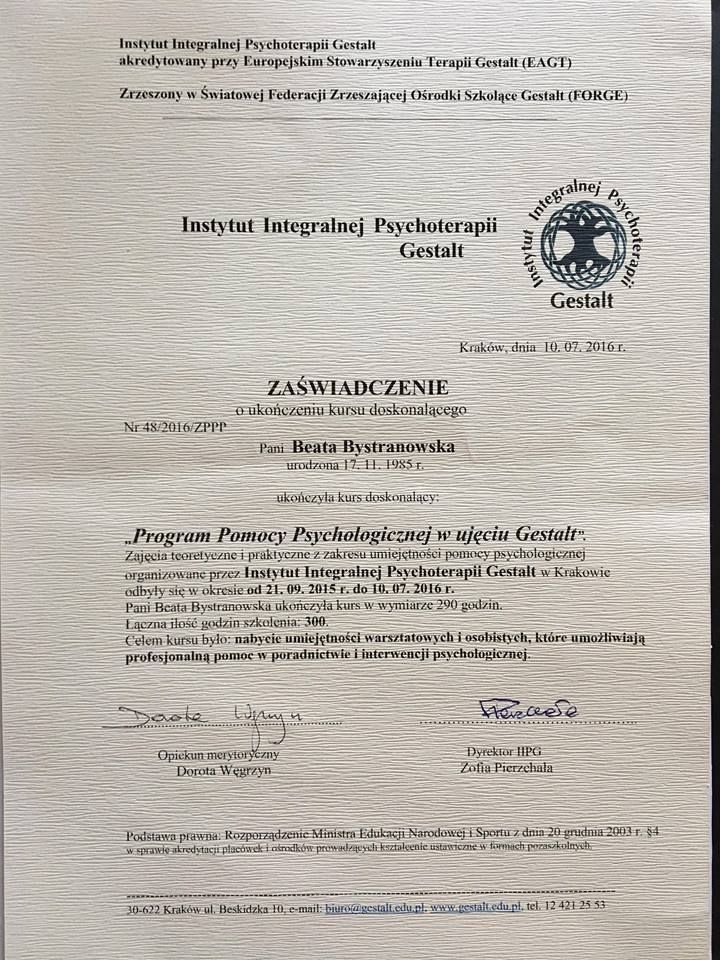 Instytut Integralnej Psychoterapii Gestalt
akredytowany przy Europejskim Stowarzyszeniu Terapii Gestalt (EAGT)
Zrzeszony w Światowej Federacji Zrzeszającej Ośrodki Szkolące Gestalt (FORGE)
Instytut Integralnej Psychoterapii
Gestalt
Instytut Integralnej Psychoterapii
Gestalt
Kraków, dnia 10. 07. 2016 r.
ZAŚWIADCZENIE
o ukończeniu kursu doskonalącego
Nr 48/2016/ZPPP
Pani Beata Bystranowska
urodzona 17. 11. 1985 r.
ukończyła kurs doskonalący:
„Program Pomocy Psychologicznej w ujęciu Gestalt”.
Zajęcia teoretyczne i praktyczne z zakresu umiejętności pomocy psychologicznej
organizowane przez Instytut Integralnej Psychoterapii Gestalt w Krakowie
odbyły się w okresie od 21. 09. 2015 r. do 10. 07. 2016 r.
Pani Beata Bystranowska ukończyła kurs w wymiarze 290 godzin.
Łączna ilość godzin szkolenia: 300.
Celem kursu było: nabycie umiejętności warsztatowych i osobistych, które umożliwiają
profesjonalną pomoc w poradnictwie i interwencji psychologicznej.
Dorota Węgrzyn
Opiekun merytoryczny
Dorota Węgrzyn
Dyrektor IIPG
Zofia Pierzchała
Podstawa prawna: Rozporządzenie Ministra Edukacji Narodowej i Sportu z dnia 20 grudnia 2003 r. §4
w sprawie akredytacji placówek i ośrodków prowadzących kształcenie ustawiczne w formach pozaszkolnych.
30-622 Kraków ul. Beskidzka 10, e-mail: biuro@gestalt.edu.pl, www.gestalt.edu.pl, tel. 12 421 25 53